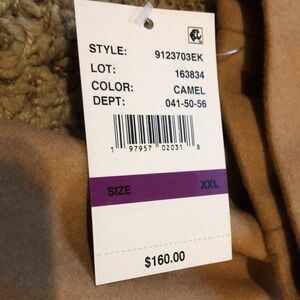 STYLE: 9123703EK
LOT: 163834
COLOR: CAMEL
DEPT: 041-50-56
1 97957 02031 8
SIZE XXL
$160.00